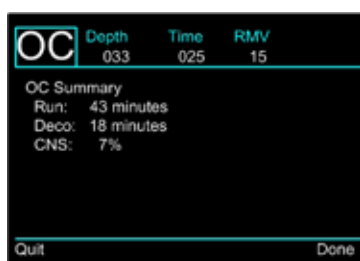 OC Depth Time RMV
033 025 15
OC Summary
Run: 43 minutes
Deco: 18 minutes
CNS: 7%
Quit Done